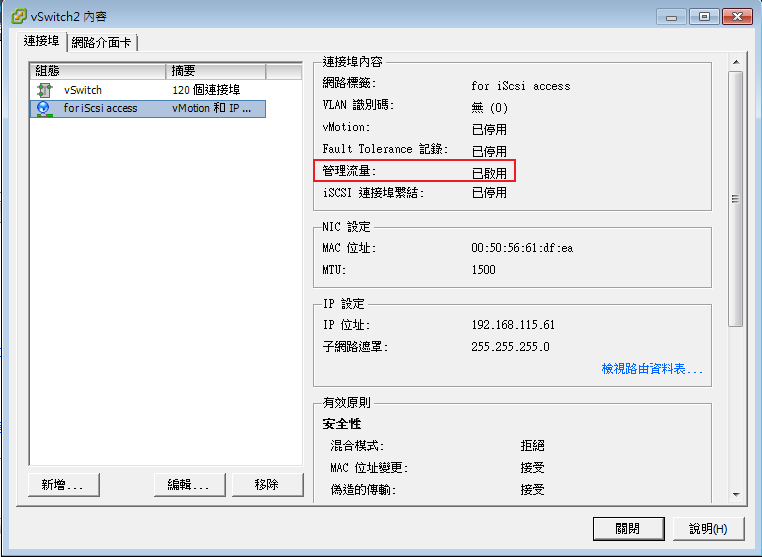 vSwitch2 內容
連接埠 網路介面卡
組態 摘要
vSwitch 120 個連接埠
for iScsi access vMotion 和 IP ...
新增... 編輯... 移除
連接埠內容
網路標籤: for iScsi access
VLAN 識別碼: 無 (0)
vMotion: 已停用
Fault Tolerance 記錄: 已停用
管理流量: 已啟用
iSCSI 連接埠繫結: 已停用
NIC 設定
MAC 位址: 00:50:56:61:df:ea
MTU: 1500
IP 設定
IP 位址: 192.168.115.61
子網路遮罩: 255.255.255.0
檢視路由資料表...
有效原則
安全性
混合模式: 拒絕
MAC 位址變更: 接受
偽造的傳輸: 接受
關閉 說明(H)